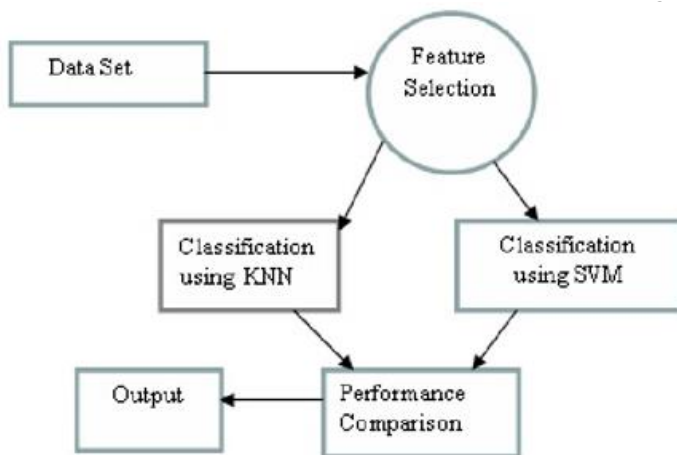 Data Set
Feature
Selection
Classification
using KNN
Classification
using SVM
Output
Performance
Comparison